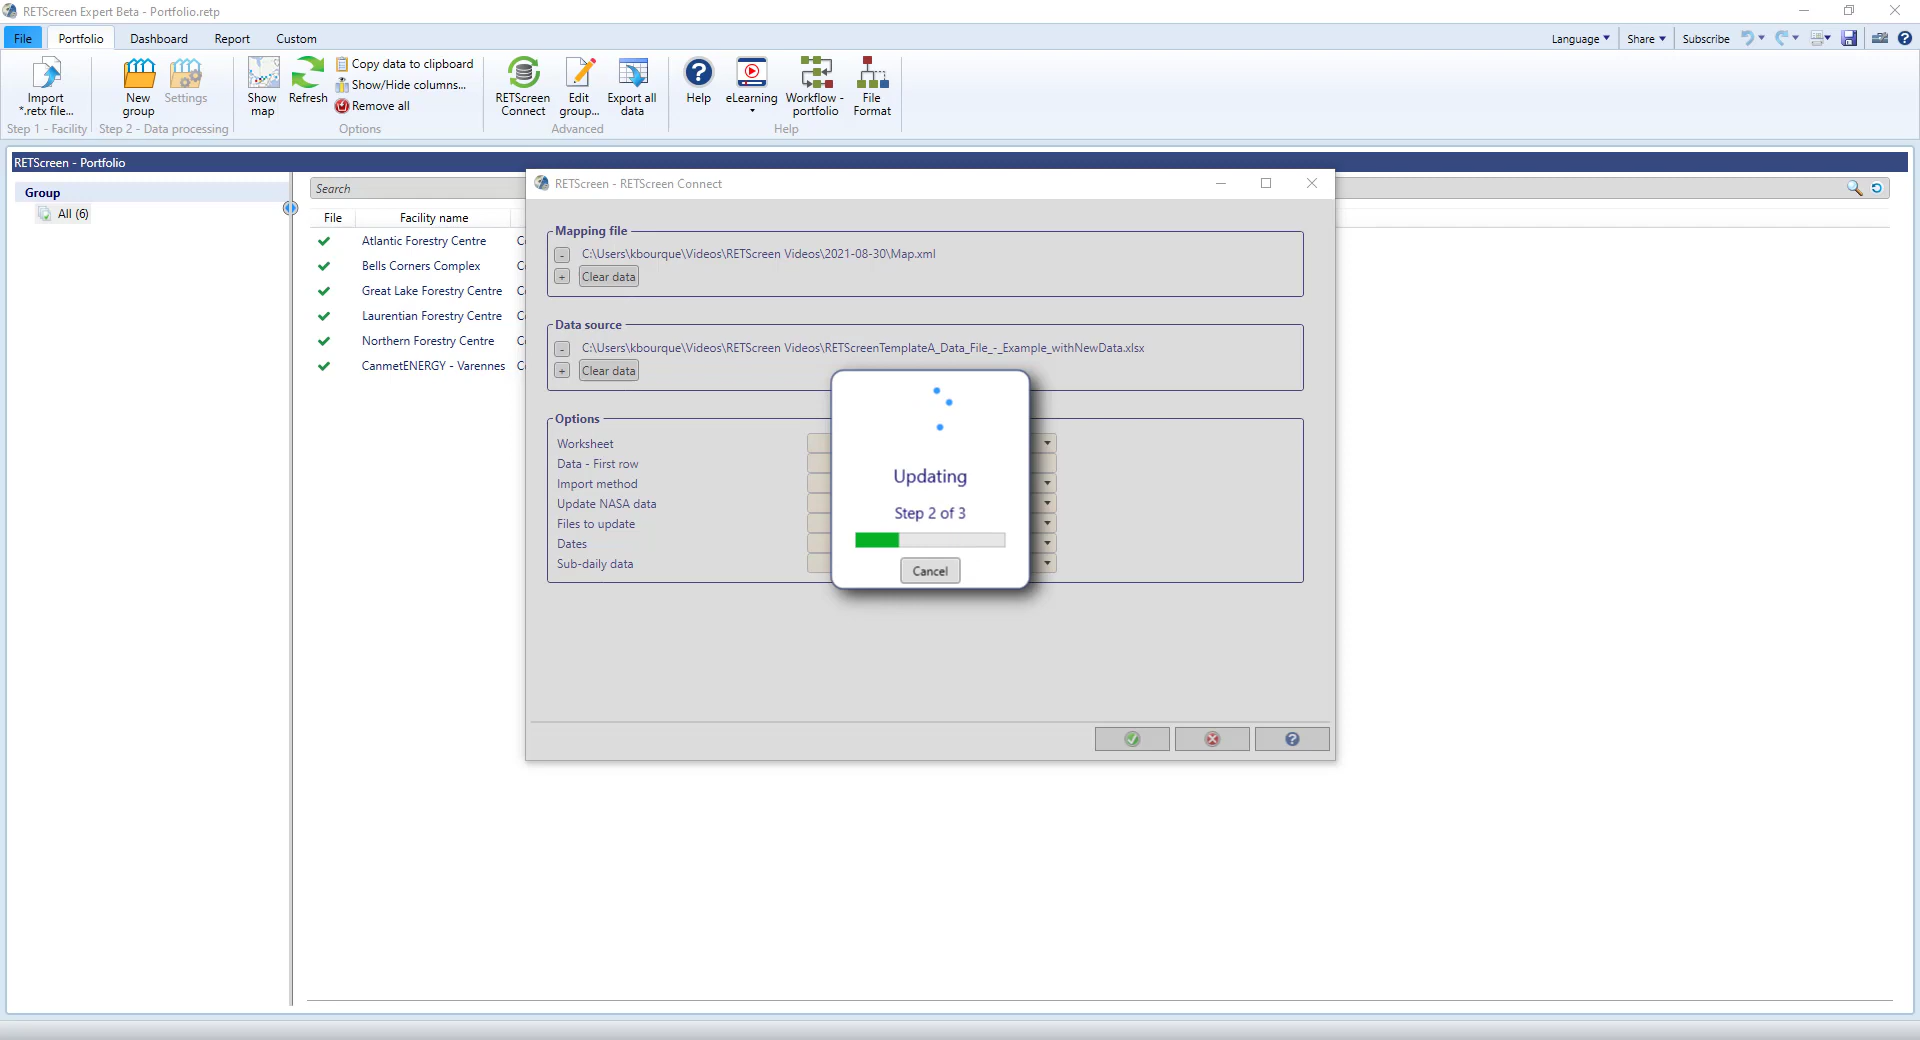 RETScreen Expert Beta - Portfolio.retp
File
Portfolio
Dashboard
Report
Custom
Language
Share
Subscribe
Import
*.retx file...
Step 1 - Facility
New
group
Settings
Step 2 - Data processing
Show
map
Refresh
Copy data to clipboard
Show/Hide columns...
Remove all
Options
RETScreen
Connect
Edit
group...
Export all
data
Advanced
Help
eLearning
Workflow -
portfolio
File
Format
Help
RETScreen - Portfolio
Group
All (6)
Search
File
Facility name
Atlantic Forestry Centre
Bells Corners Complex
Great Lake Forestry Centre
Laurentian Forestry Centre
Northern Forestry Centre
CanmetENERGY - Varennes
RETScreen - RETScreen Connect
Mapping file
- C:\Users\kbourque\Videos\RETScreen Videos\2021-08-30\Map.xml
+ Clear data
Data source
- C:\Users\kbourque\Videos\RETScreen Videos\RETScreenTemplateA_Data_File_-_Example_withNewData.xlsx
+ Clear data
Options
Worksheet
Data - First row
Import method
Update NASA data
Files to update
Dates
Sub-daily data
Updating
Step 2 of 3
Cancel